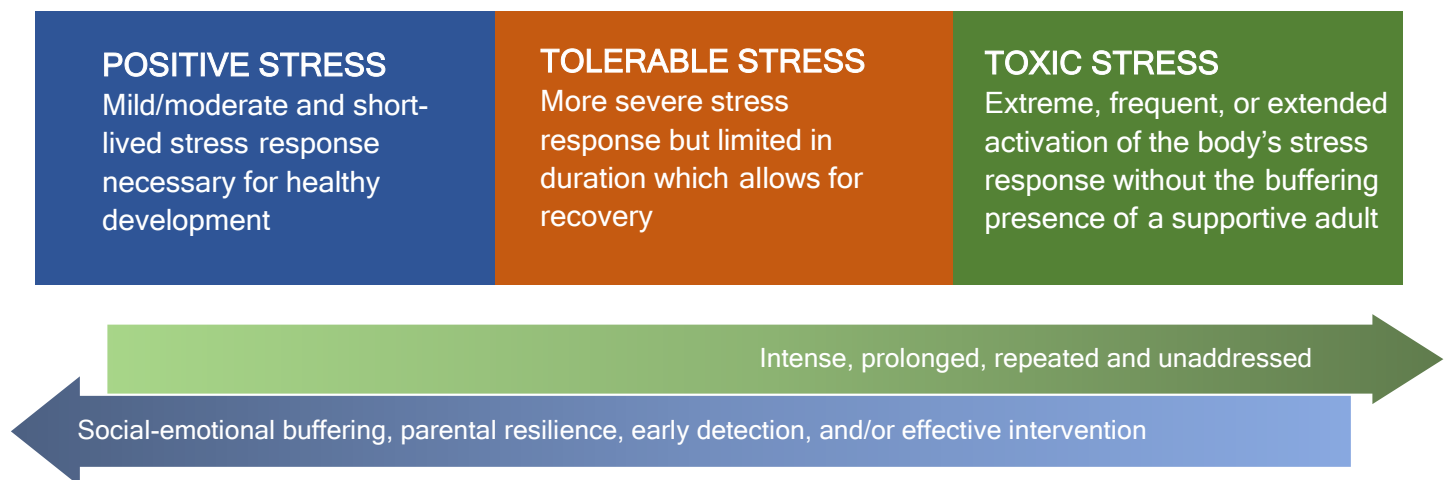 POSITIVE STRESS
Mild/moderate and short-
lived stress response
necessary for healthy
development
TOLERABLE STRESS
More severe stress
response but limited in
duration which allows for
recovery
TOXIC STRESS
Extreme, frequent, or extended
activation of the body’s stress
response without the buffering
presence of a supportive adult
Intense, prolonged, repeated and unaddressed
Social-emotional buffering, parental resilience, early detection, and/or effective intervention